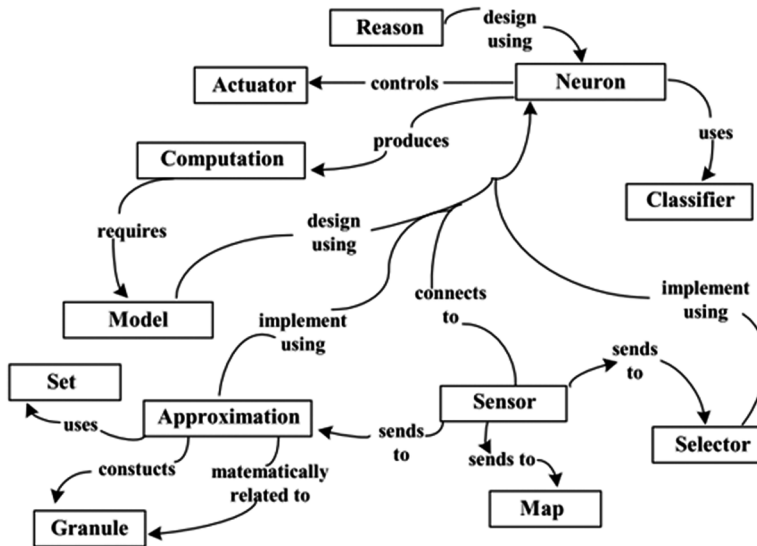 Reason
design
using
Actuator
controls
Neuron
produces
uses
Computation
Classifier
requires
design
using
Model
implement
using
connects
to
implement
using
Set
sends
to
uses
Approximation
Sensor
sends
to
Selector
constucts
matematically
related to
sends to
Granule
Map